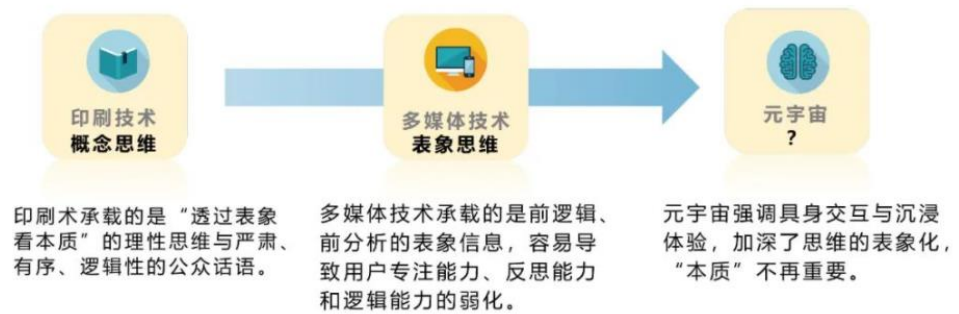 印刷技术
概念思维
多媒体技术
表象思维
元宇宙
?
印刷术承载的是“透过表象
看本质”的理性思维与严肃、
有序、逻辑性的公众话语。
多媒体技术承载的是前逻辑、
前分析的表象信息，容易导
致用户专注能力、反思能力
和逻辑能力的弱化。
元宇宙强调具身交互与沉浸
体验，加深了思维的表象化，
“本质”不再重要。